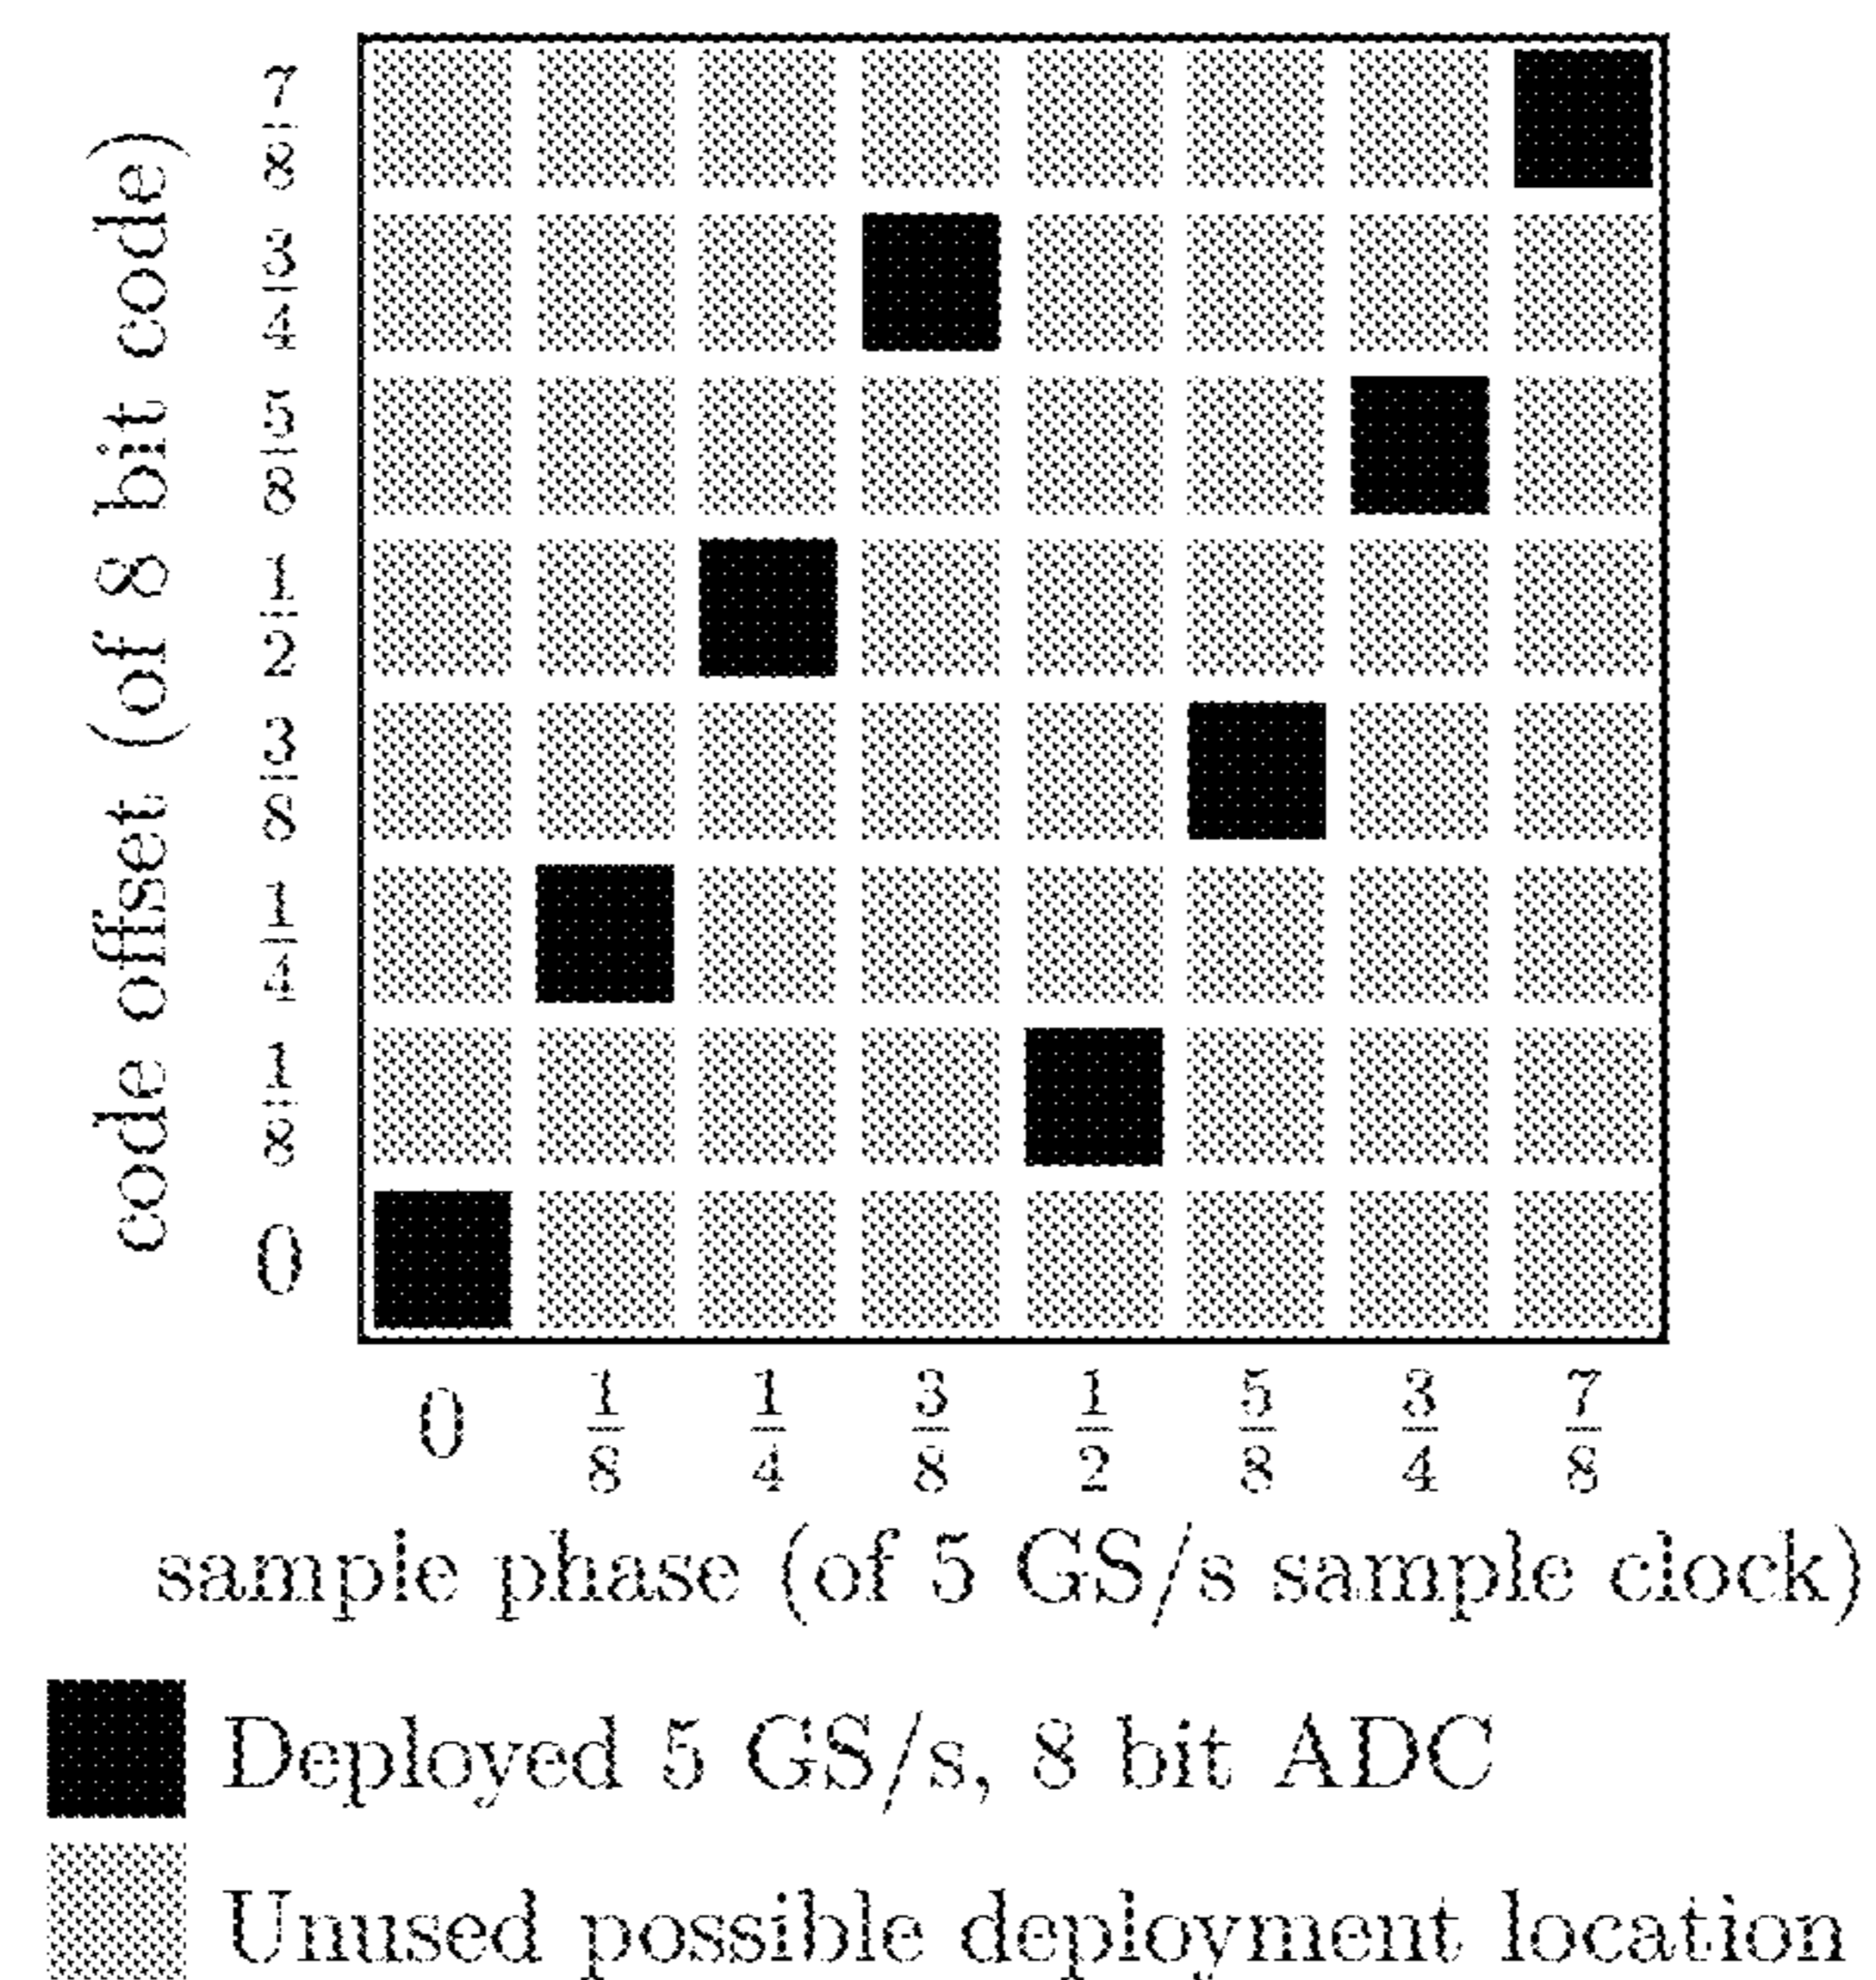 code offset (of 8 bit code)
7/8
3/4
5/8
1/2
3/8
1/4
1/8
0
0 1/8 1/4 3/8 1/2 5/8 3/4 7/8
sample phase (of 5 GS/s sample clock)
Deployed 5 GS/s, 8 bit ADC
Unused possible deployment location